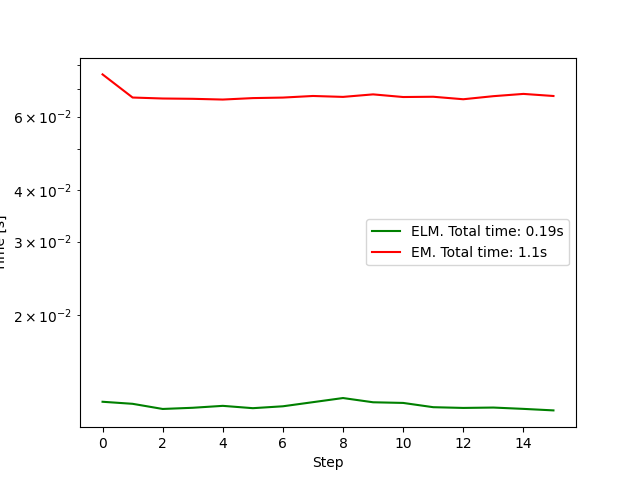 6 × 10⁻²
4 × 10⁻²
3 × 10⁻²
2 × 10⁻²
ELM. Total time: 0.19s
EM. Total time: 1.1s
0 2 4 6 8 10 12 14
Step